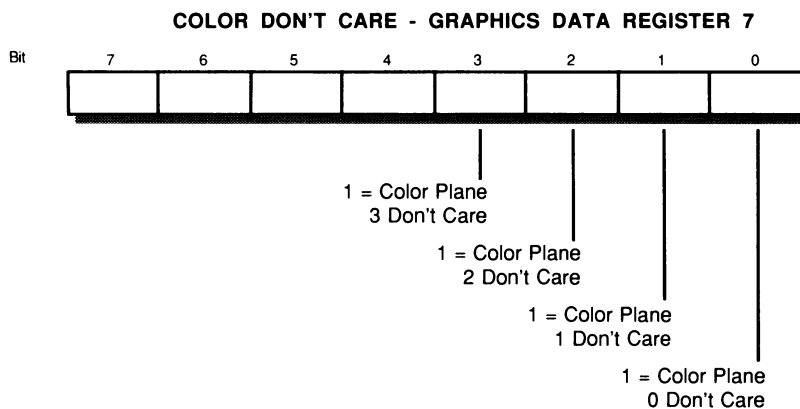 COLOR DON'T CARE - GRAPHICS DATA REGISTER 7
Bit 7 6 5 4 3 2 1 0
1 = Color Plane
3 Don't Care
1 = Color Plane
2 Don't Care
1 = Color Plane
1 Don't Care
1 = Color Plane
0 Don't Care